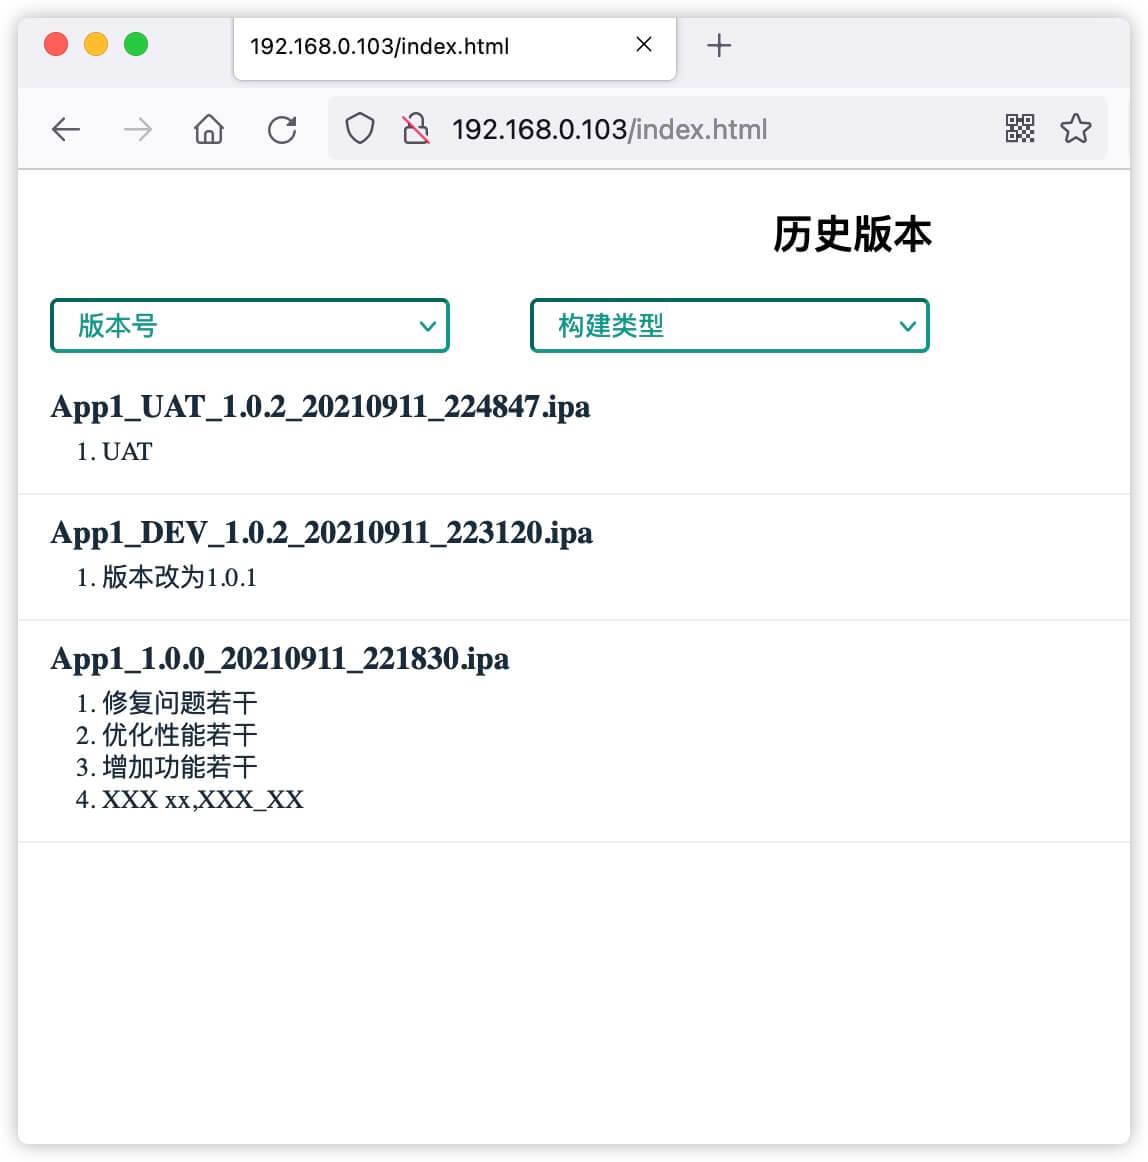 192.168.0.103/index.html
192.168.0.103/index.html
历史版本
版本号
构建类型
App1_UAT_1.0.2_20210911_224847.ipa
1. UAT
App1_DEV_1.0.2_20210911_223120.ipa
1. 版本改为1.0.1
App1_1.0.0_20210911_221830.ipa
1. 修复问题若干
2. 优化性能若干
3. 增加功能若干
4. XXX xx,XXX_XX